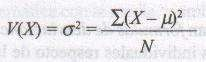 V(X) = σ² = Σ(X – μ)² / N